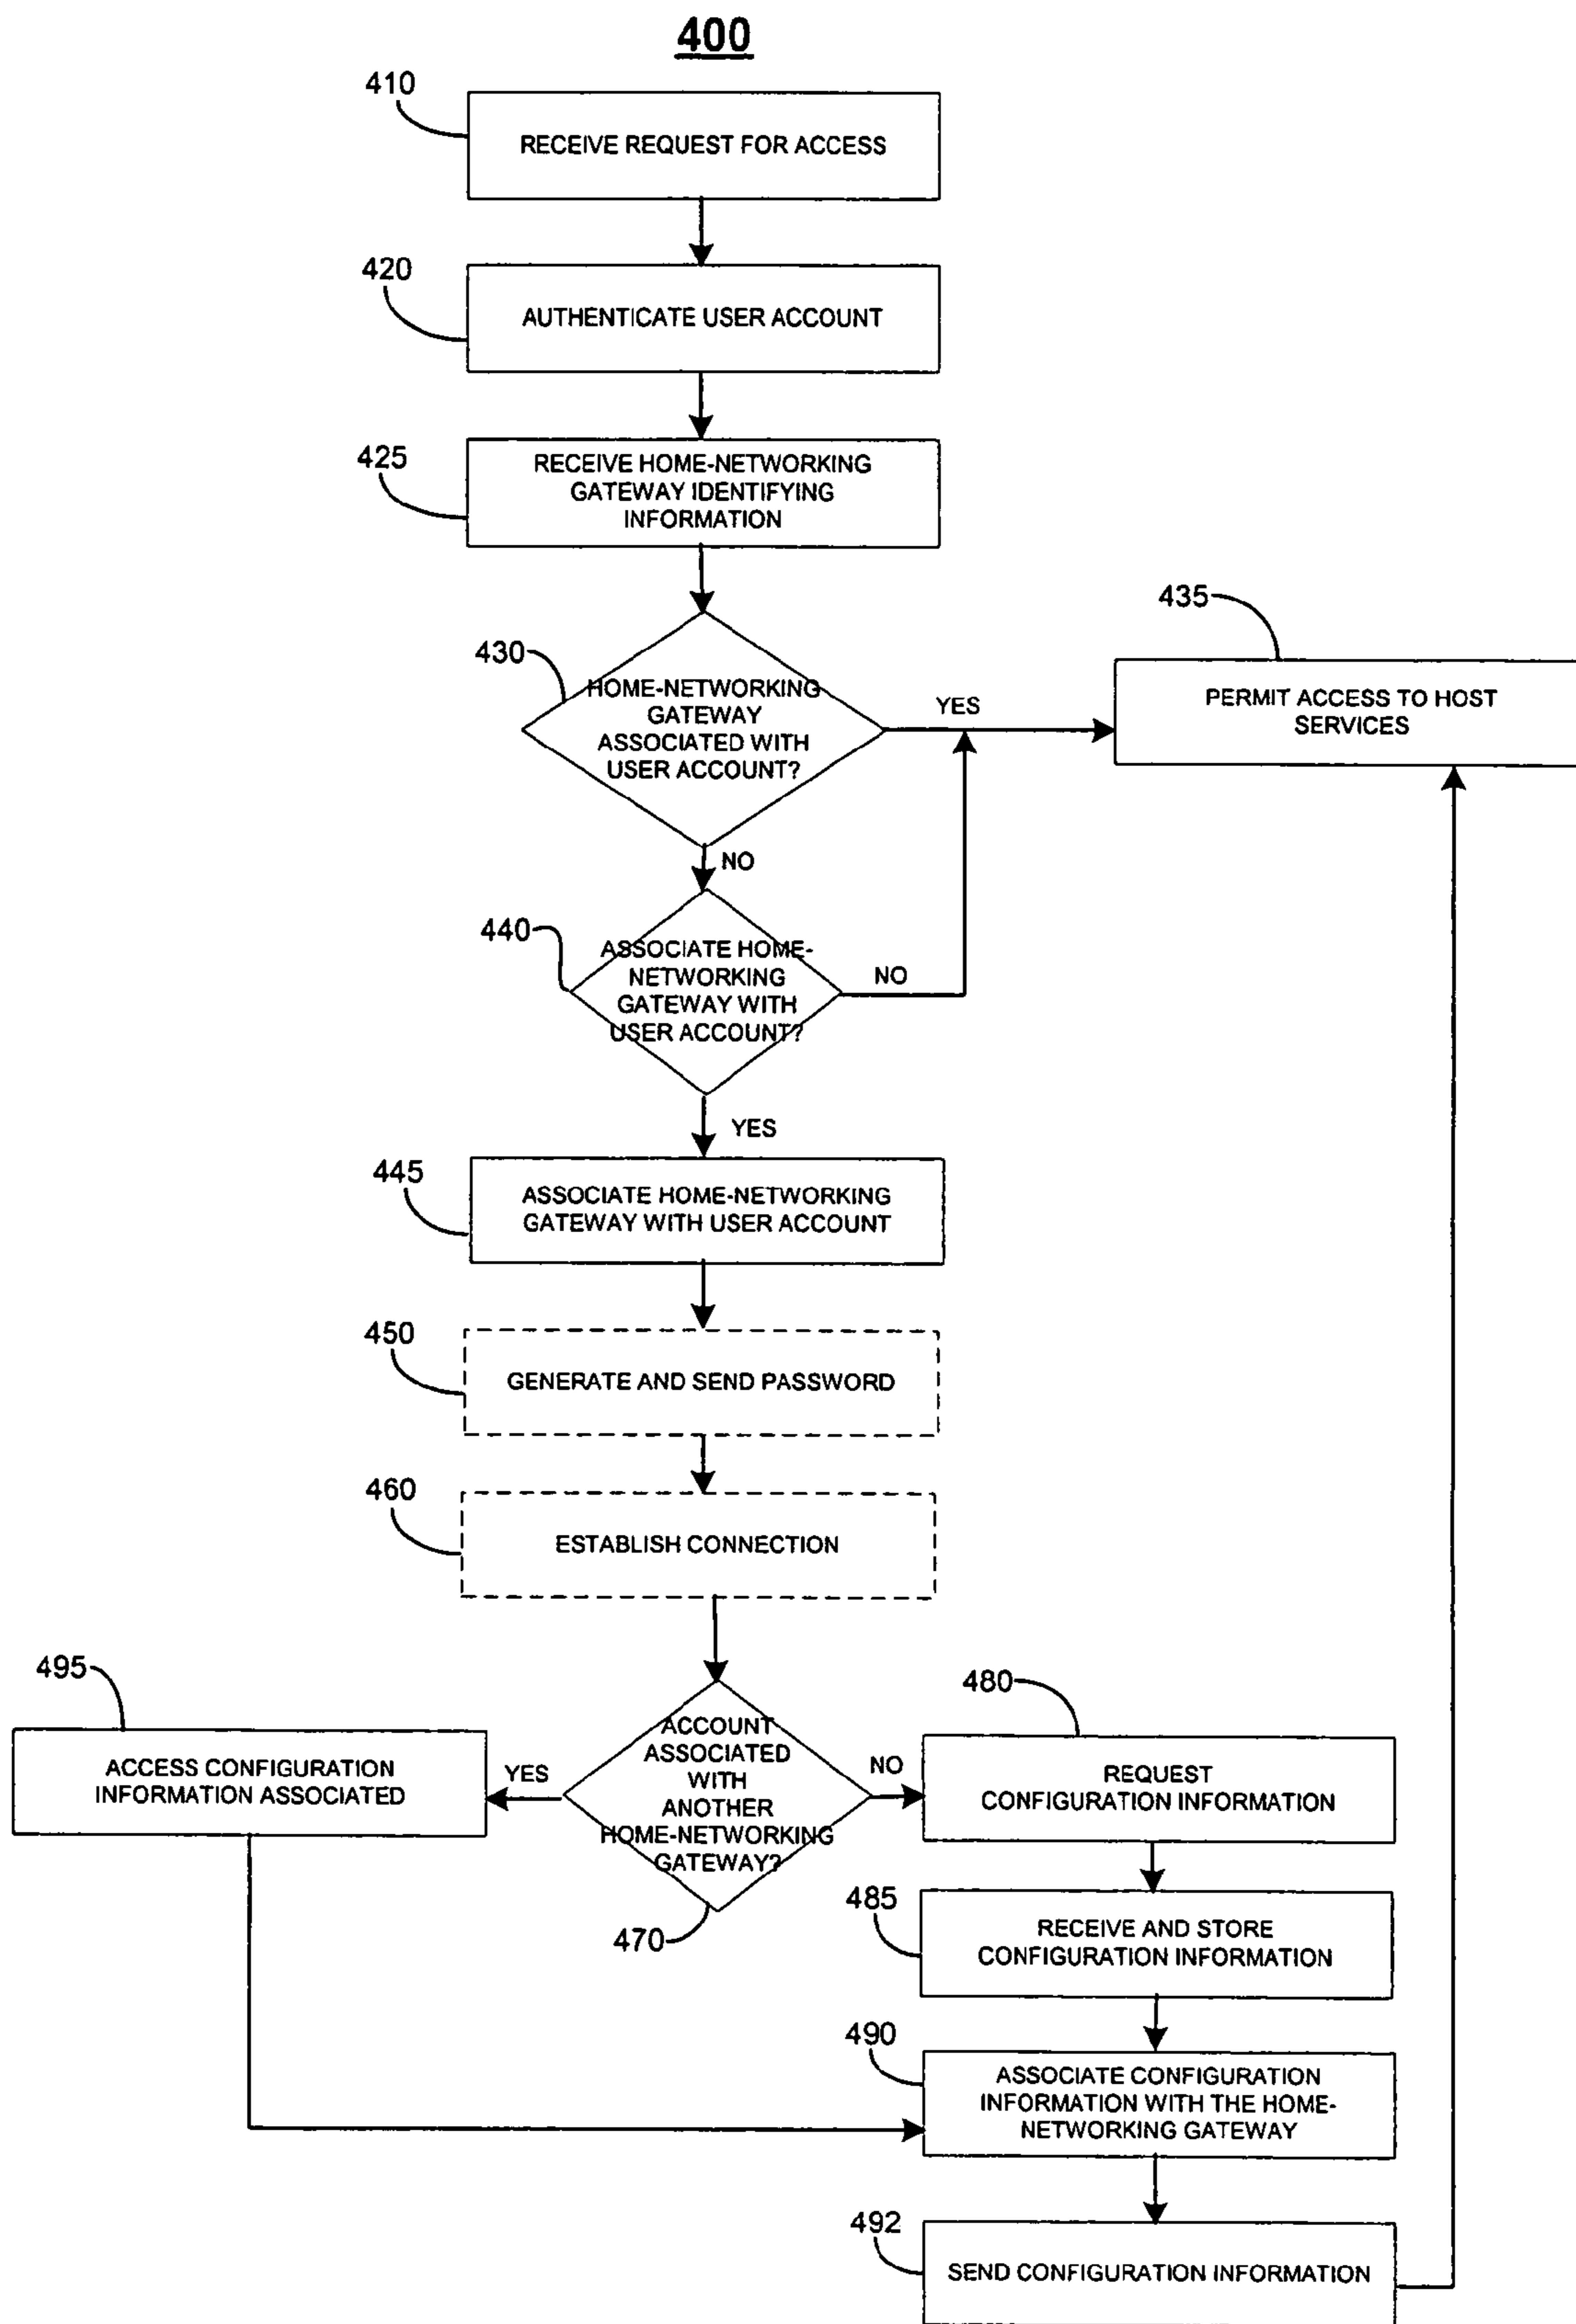 400
410
RECEIVE REQUEST FOR ACCESS
420
AUTHENTICATE USER ACCOUNT
425
RECEIVE HOME-NETWORKING
GATEWAY IDENTIFYING
INFORMATION
430
HOME-NETWORKING
GATEWAY
ASSOCIATED WITH
USER ACCOUNT?
YES
435
PERMIT ACCESS TO HOST
SERVICES
NO
440
ASSOCIATE HOME-
NETWORKING
GATEWAY WITH
USER ACCOUNT?
NO
YES
445
ASSOCIATE HOME-NETWORKING
GATEWAY WITH USER ACCOUNT
450
GENERATE AND SEND PASSWORD
460
ESTABLISH CONNECTION
495
ACCESS CONFIGURATION
INFORMATION ASSOCIATED
YES
ACCOUNT
ASSOCIATED
WITH
ANOTHER
HOME-NETWORKING
GATEWAY?
470
NO
480
REQUEST
CONFIGURATION INFORMATION
485
RECEIVE AND STORE
CONFIGURATION INFORMATION
490
ASSOCIATE CONFIGURATION
INFORMATION WITH THE HOME-
NETWORKING GATEWAY
492
SEND CONFIGURATION INFORMATION